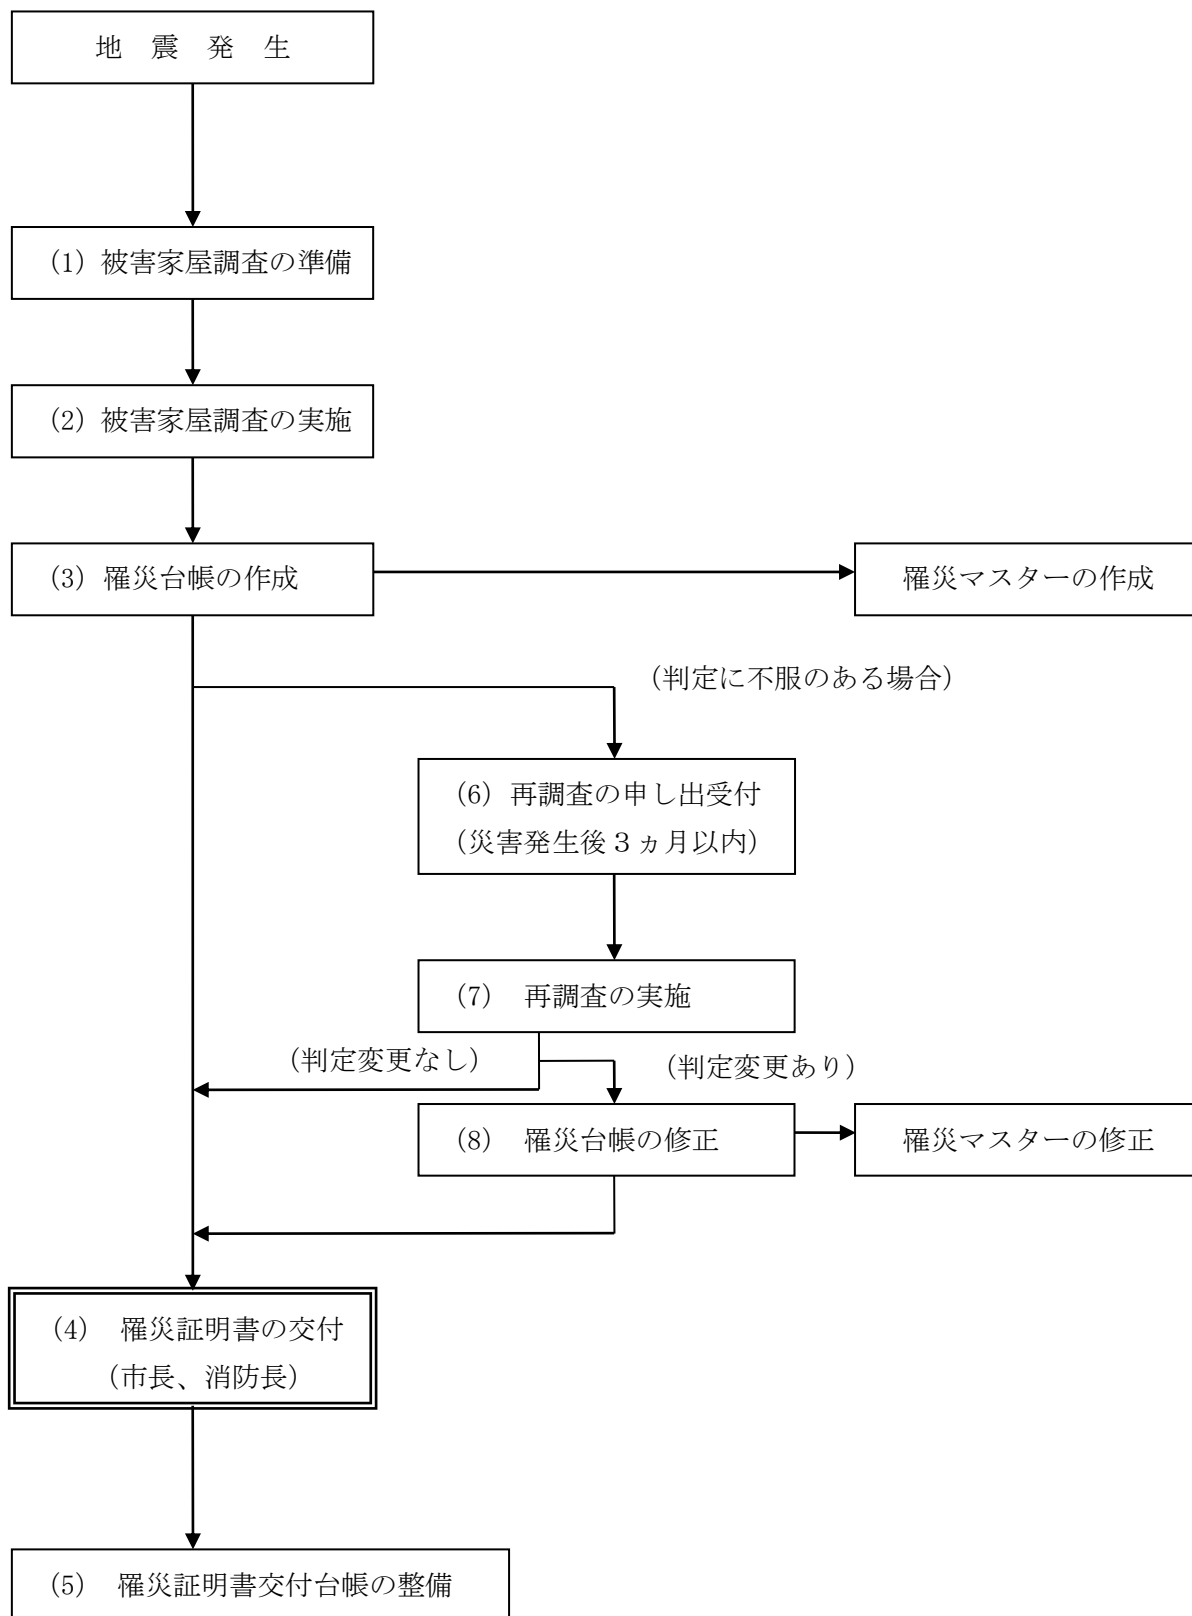 地　震　発　生
（1）被害家屋調査の準備
（2）被害家屋調査の実施
（3）罹災台帳の作成
罹災マスターの作成
（判定に不服のある場合）
（6）再調査の申し出受付
（災害発生後３ヵ月以内）
（7）　再調査の実施
（判定変更なし）
（判定変更あり）
（8）　罹災台帳の修正
罹災マスターの修正
（4）　罹災証明書の交付
（市長、消防長）
（5）　罹災証明書交付台帳の整備